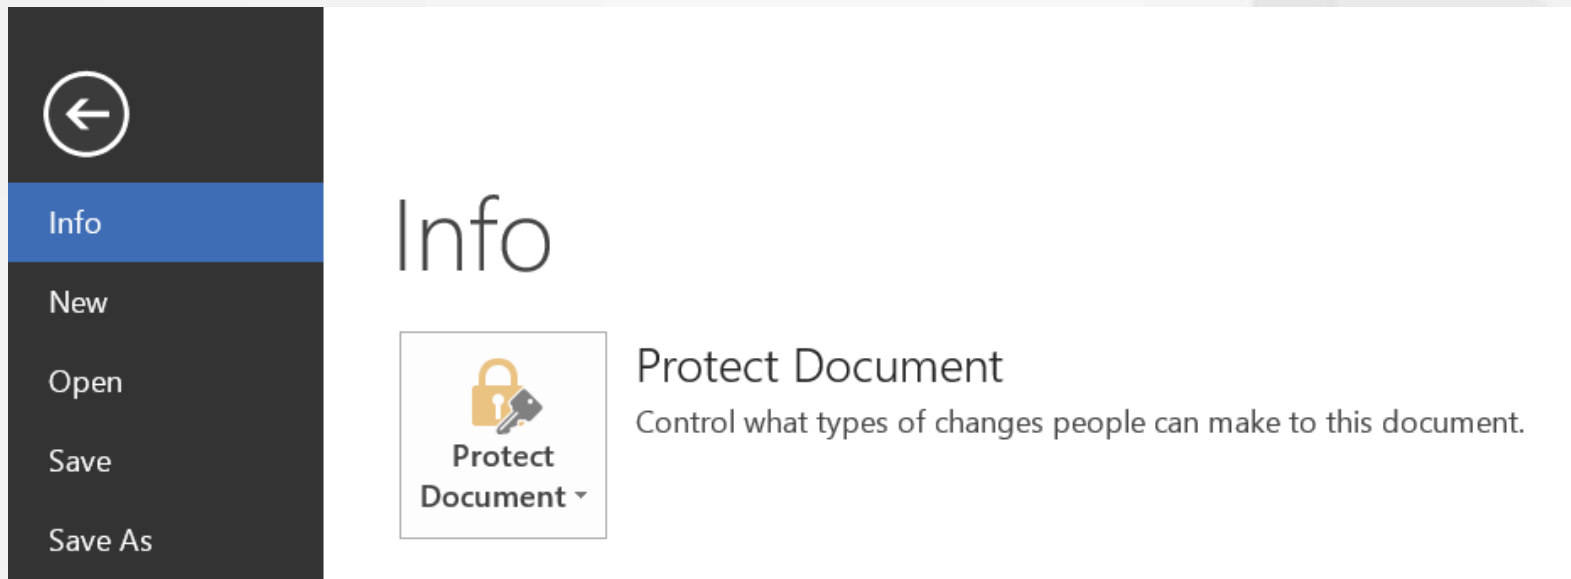 Info
New
Open
Save
Save As
Info
Protect
Document
Protect Document
Control what types of changes people can make to this document.